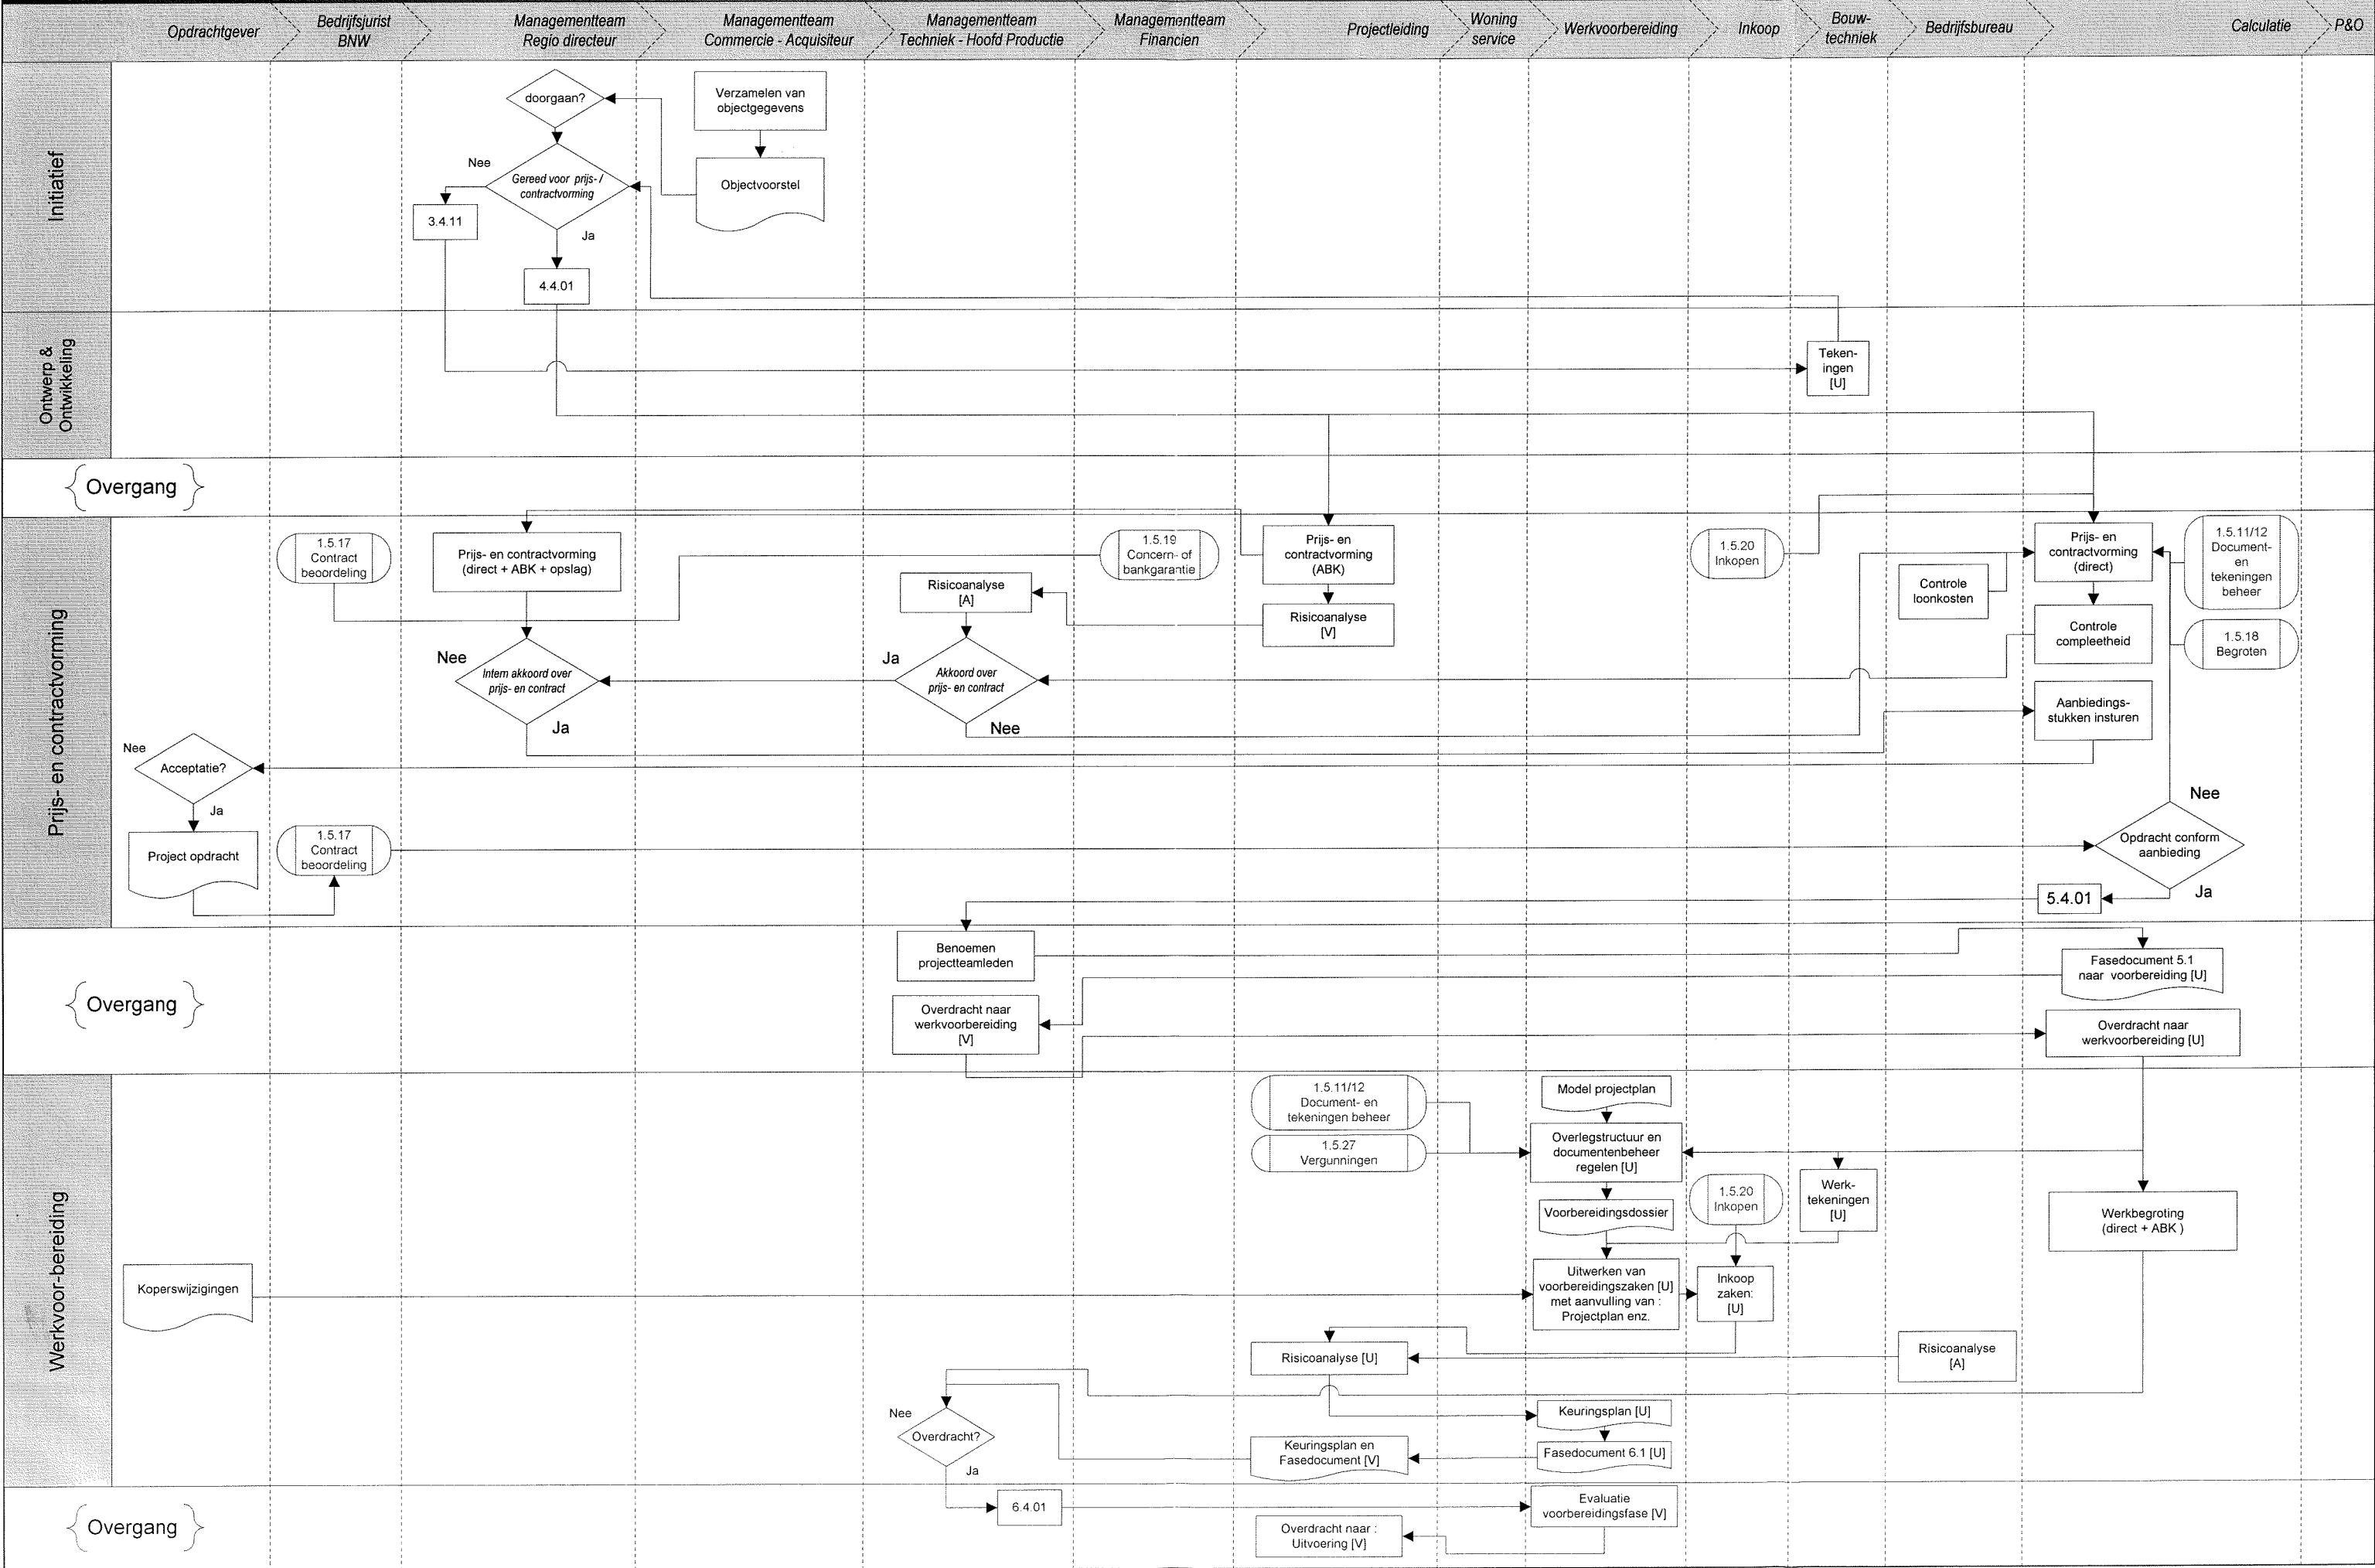 Opdrachtgever
Bedrijfsjurist
BNW
Managementteam
Regio directeur
Managementteam
Commercie - Acquisiteur
Managementteam
Techniek - Hoofd Productie
Managementteam
Financien
Projectleiding
Woning
service
Werkvoorbereiding
Inkoop
Bouw-
techniek
Bedrijfsbureau
Calculatie
P&O
Initiatief
doorgaan?
Verzamelen van
objectgegevens
Nee
Gereed voor prijs- /
contractvorming
Objectvoorstel
3.4.11
Ja
4.4.01
Ontwerp &
Ontwikkeling
Teken-
ingen
[U]
Overgang
Prijs- en contractvorming
1.5.17
Contract
beoordeling
Prijs- en contractvorming
(direct + ABK + opslag)
1.5.19
Concern- of
bankgarantie
Prijs- en
contractvorming
(ABK)
1.5.20
Inkopen
Prijs- en
contractvorming
(direct)
1.5.11/12
Document-
en
tekeningen
beheer
Risicoanalyse
[A]
Risicoanalyse
[V]
Controle
loonkosten
Controle
compleetheid
1.5.18
Begroten
Nee
Intern akkoord over
prijs- en contract
Ja
Ja
Akkoord over
prijs- en contract
Nee
Aanbiedings-
stukken insturen
Nee
Acceptatie?
Ja
Project opdracht
1.5.17
Contract
beoordeling
Nee
Opdracht conform
aanbieding
Ja
5.4.01
Overgang
Benoemen
projectteamleden
Fasedocument 5.1
naar voorbereiding [U]
Overdracht naar
werkvoorbereiding
[V]
Overdracht naar
werkvoorbereiding [U]
Werkvoor-bereiding
1.5.11/12
Document- en
tekeningen beheer
Model projectplan
1.5.27
Vergunningen
Overlegstructuur en
documentenbeheer
regelen [U]
1.5.20
Inkopen
Werk-
tekeningen
[U]
Voorbereidingsdossier
Werkbegroting
(direct + ABK )
Koperswijzigingen
Uitwerken van
voorbereidingszaken [U]
met aanvulling van :
Projectplan enz.
Inkoop
zaken:
[U]
Risicoanalyse [U]
Risicoanalyse
[A]
Nee
Overdracht?
Ja
Keuringsplan [U]
Keuringsplan en
Fasedocument [V]
Fasedocument 6.1 [U]
Overgang
6.4.01
Evaluatie
voorbereidingsfase [V]
Overdracht naar :
Uitvoering [V]